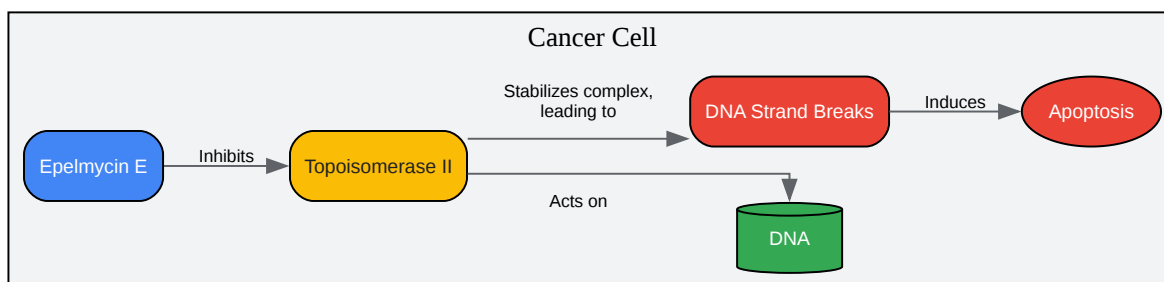 Cancer Cell
Stabilizes complex,
leading to
DNA Strand Breaks
Induces
Apoptosis
Epelmycin E
Inhibits
Topoisomerase II
Acts on
DNA